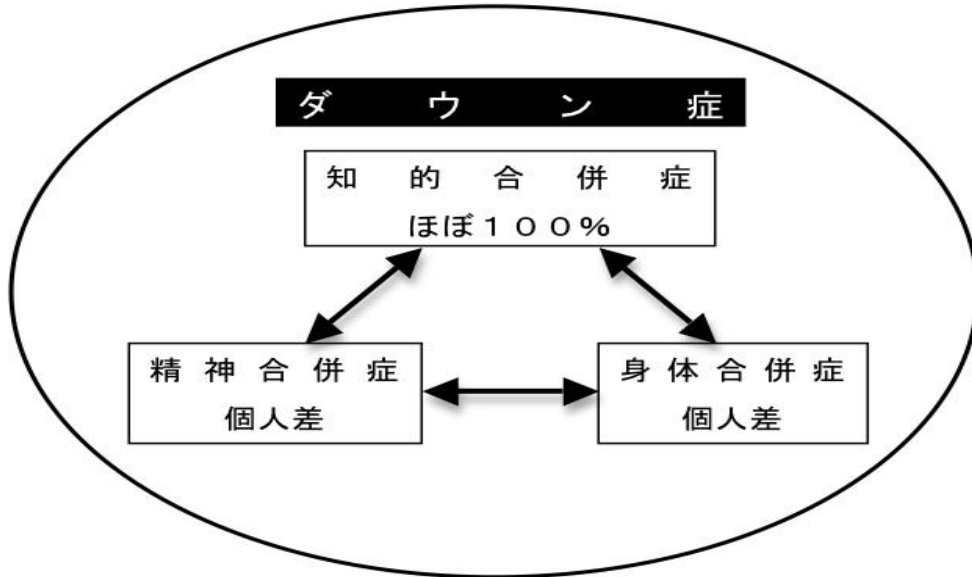 ダウン症
知的合併症
ほぼ１００％
精神合併症
個人差
身体合併症
個人差